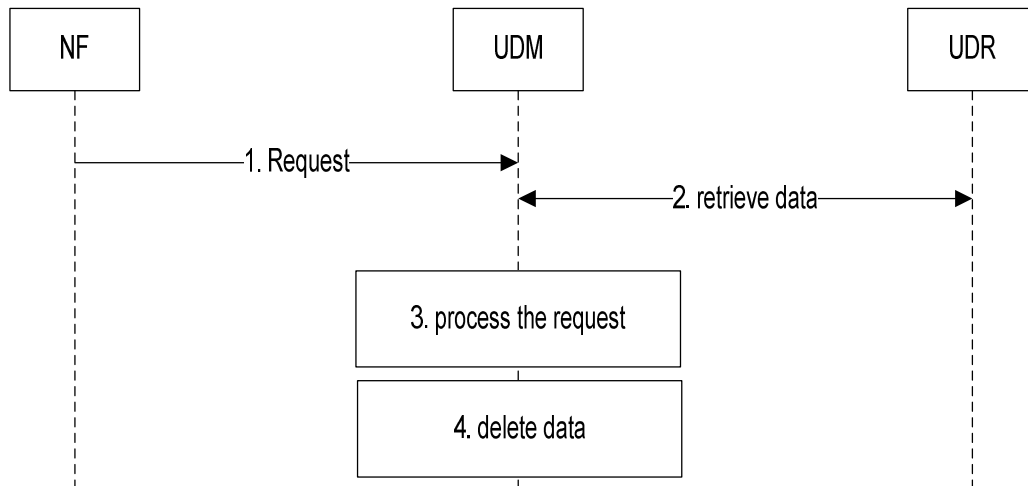 NF
UDM
UDR
1. Request
2. retrieve data
3. process the request
4. delete data